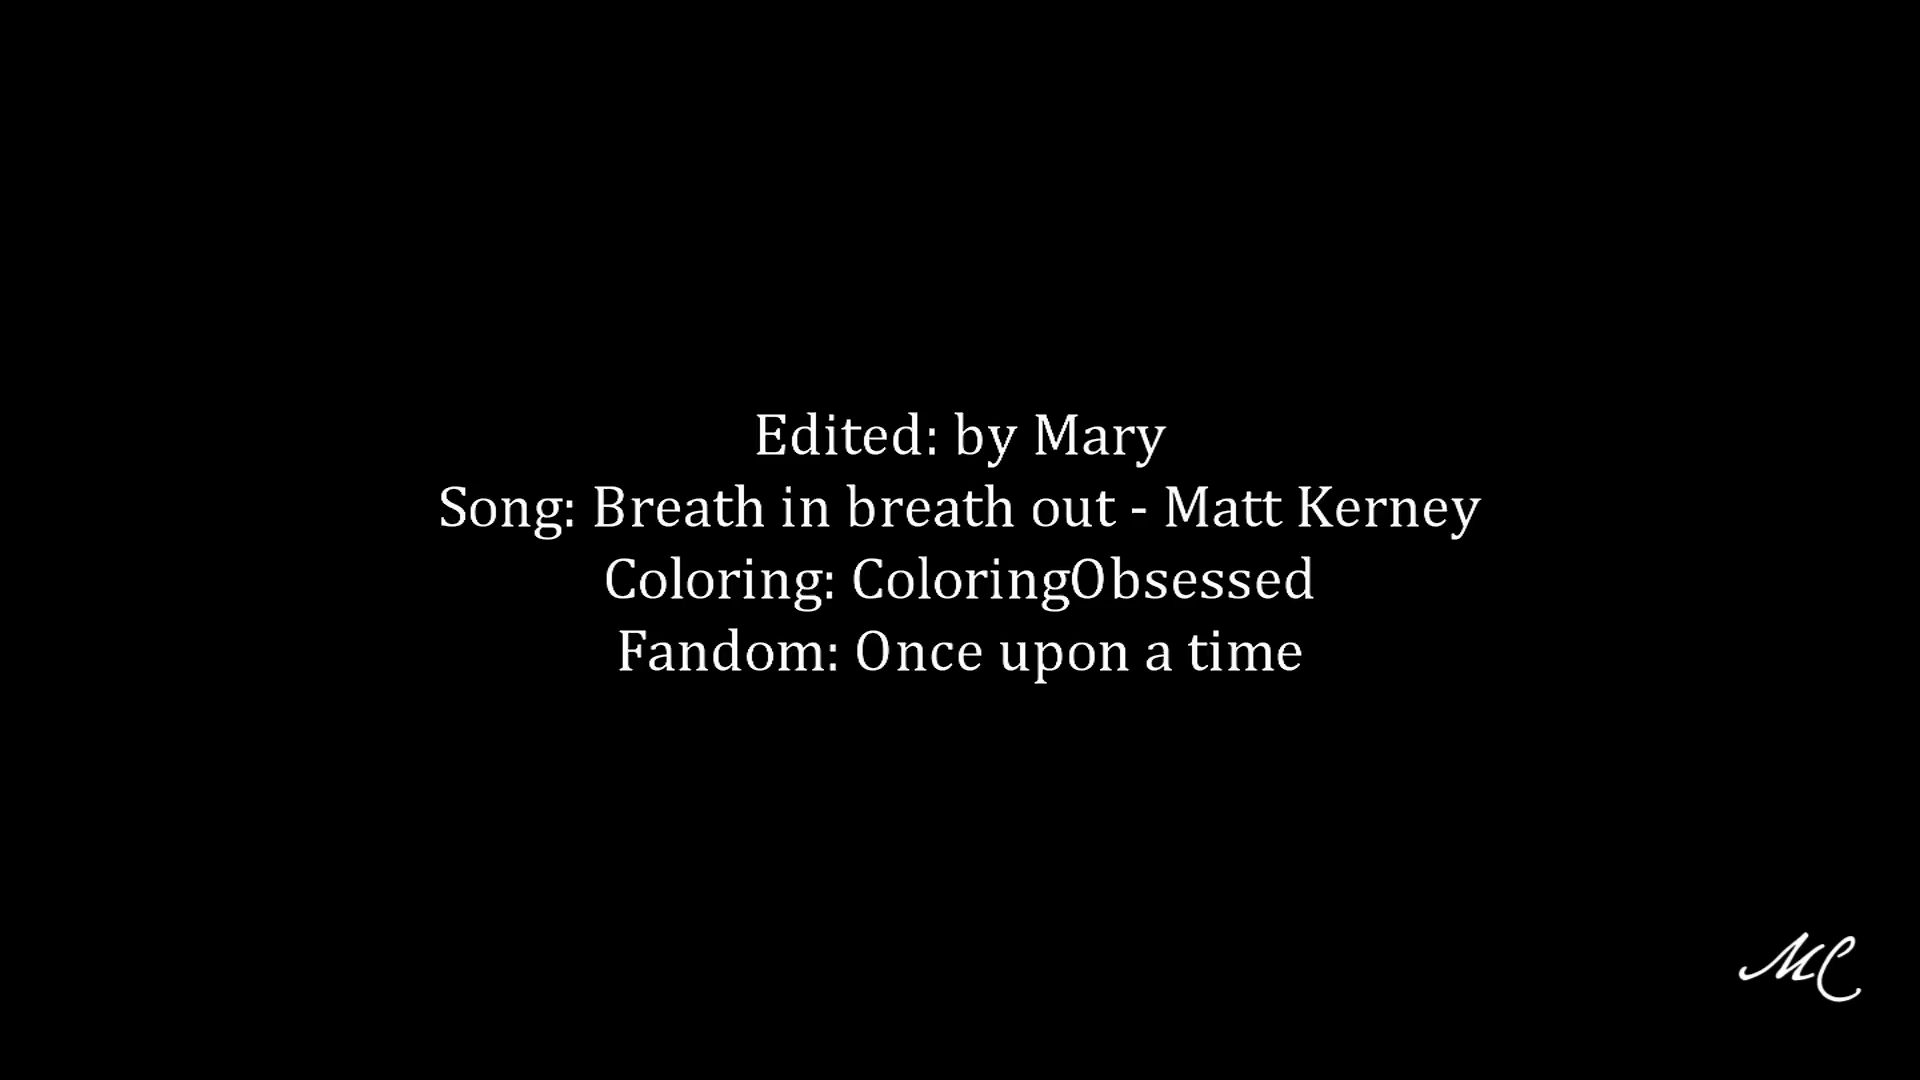 Edited: by Mary
Song: Breath in breath out - Matt Kerney
Coloring: ColoringObsessed
Fandom: Once upon a time
MC